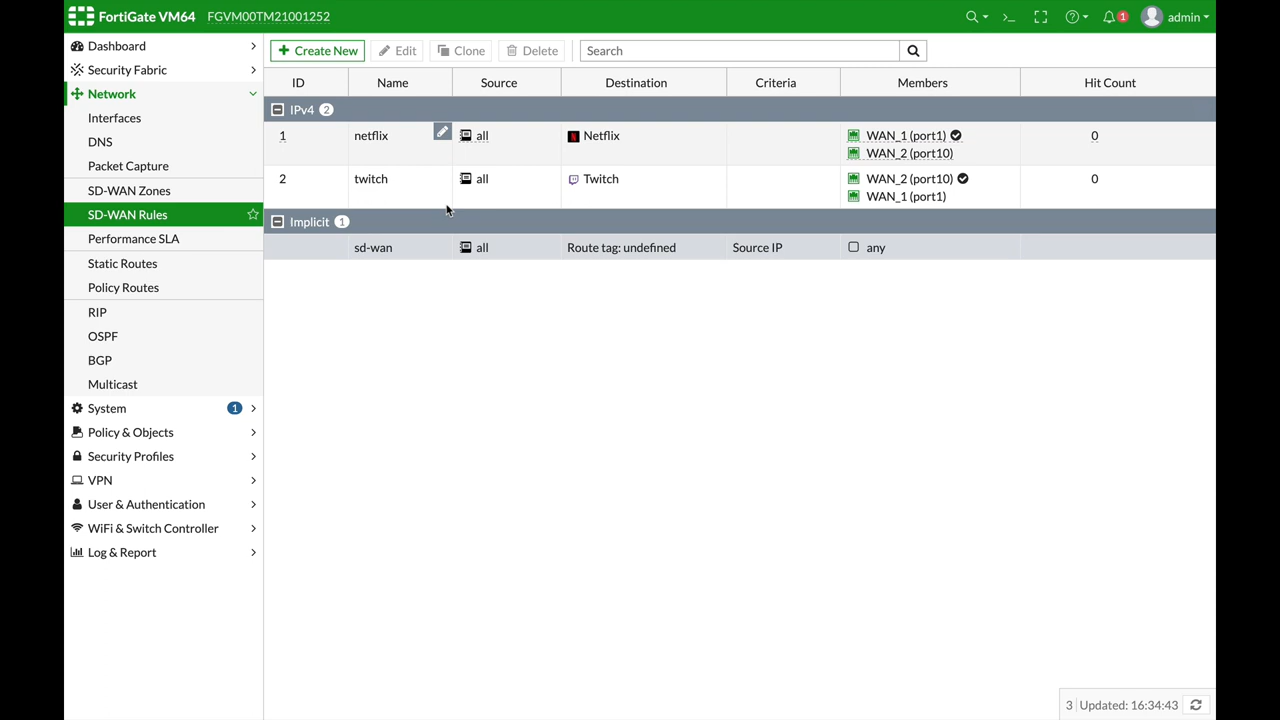 FortiGate VM64 FGVM00TM21001252 1 admin
Dashboard
Security Fabric
Network
Interfaces
DNS
Packet Capture
SD-WAN Zones
SD-WAN Rules
Performance SLA
Static Routes
Policy Routes
RIP
OSPF
BGP
Multicast
System 1
Policy & Objects
Security Profiles
VPN
User & Authentication
WiFi & Switch Controller
Log & Report
Create New Edit Clone Delete Search
ID Name Source Destination Criteria Members Hit Count
IPv4 2
1 netflix all Netflix WAN_1 (port1) 0
WAN_2 (port10)
2 twitch all Twitch WAN_2 (port10) 0
WAN_1 (port1)
Implicit 1
sd-wan all Route tag: undefined Source IP any
3 Updated: 16:34:43